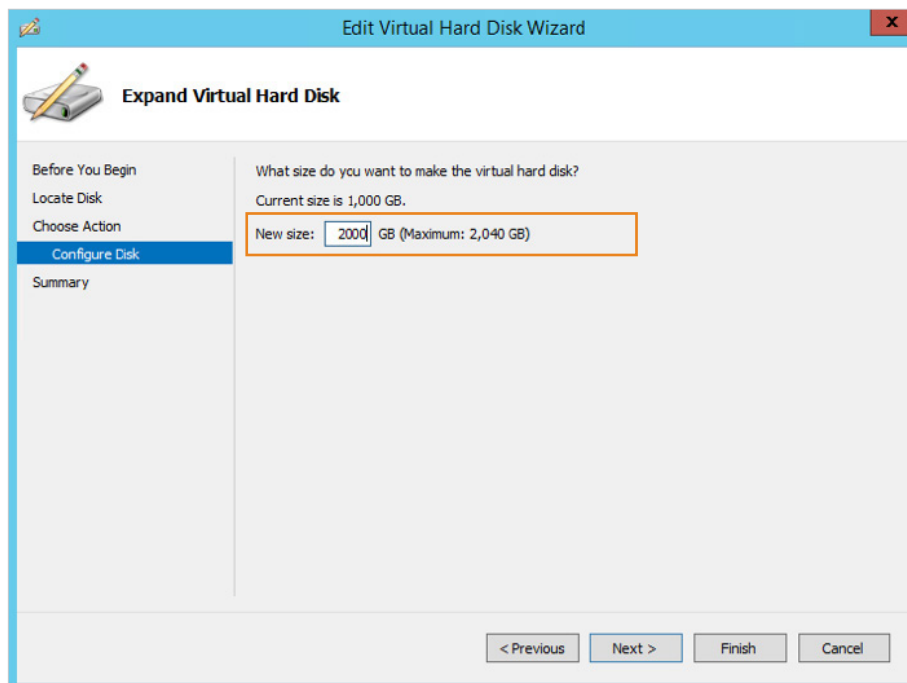 Edit Virtual Hard Disk Wizard
x
Expand Virtual Hard Disk
Before You Begin
Locate Disk
Choose Action
Configure Disk
Summary
What size do you want to make the virtual hard disk?
Current size is 1,000 GB.
New size: 2000 GB (Maximum: 2,040 GB)
< Previous Next > Finish Cancel